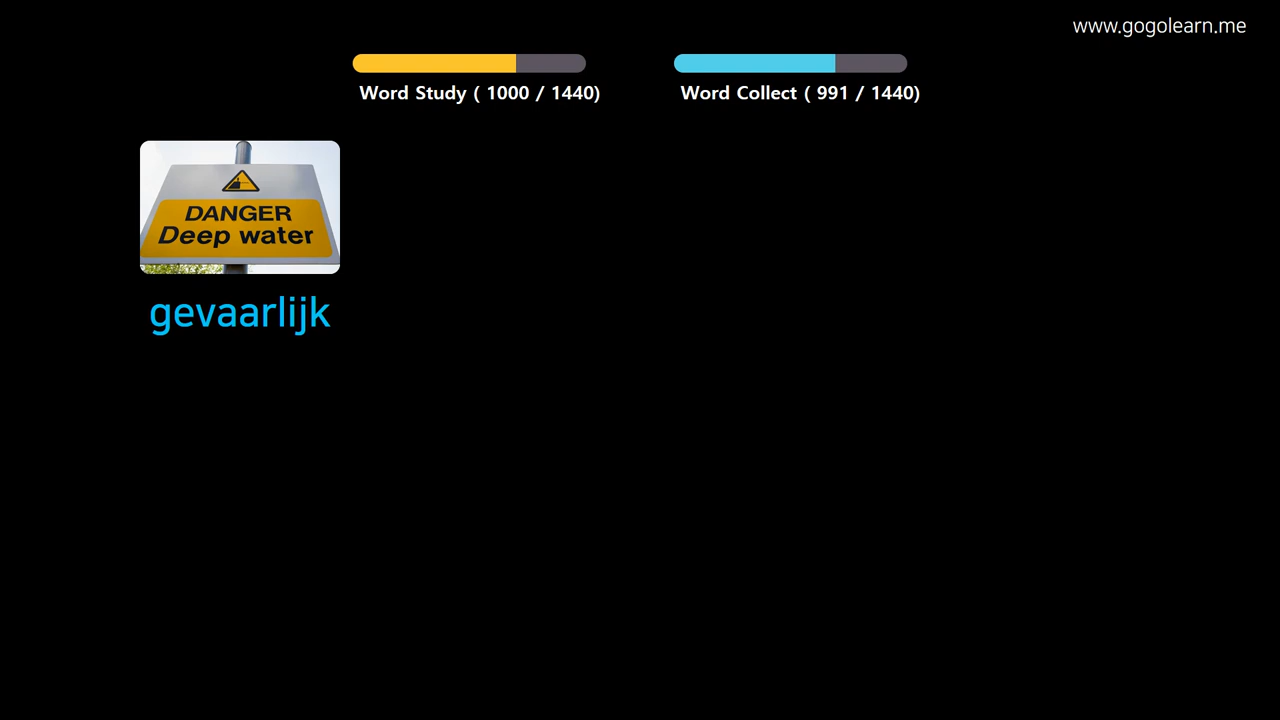 www.gogolearn.me
Word Study ( 1000 / 1440)
Word Collect ( 991 / 1440)
DANGER
Deep water
gevaarlijk